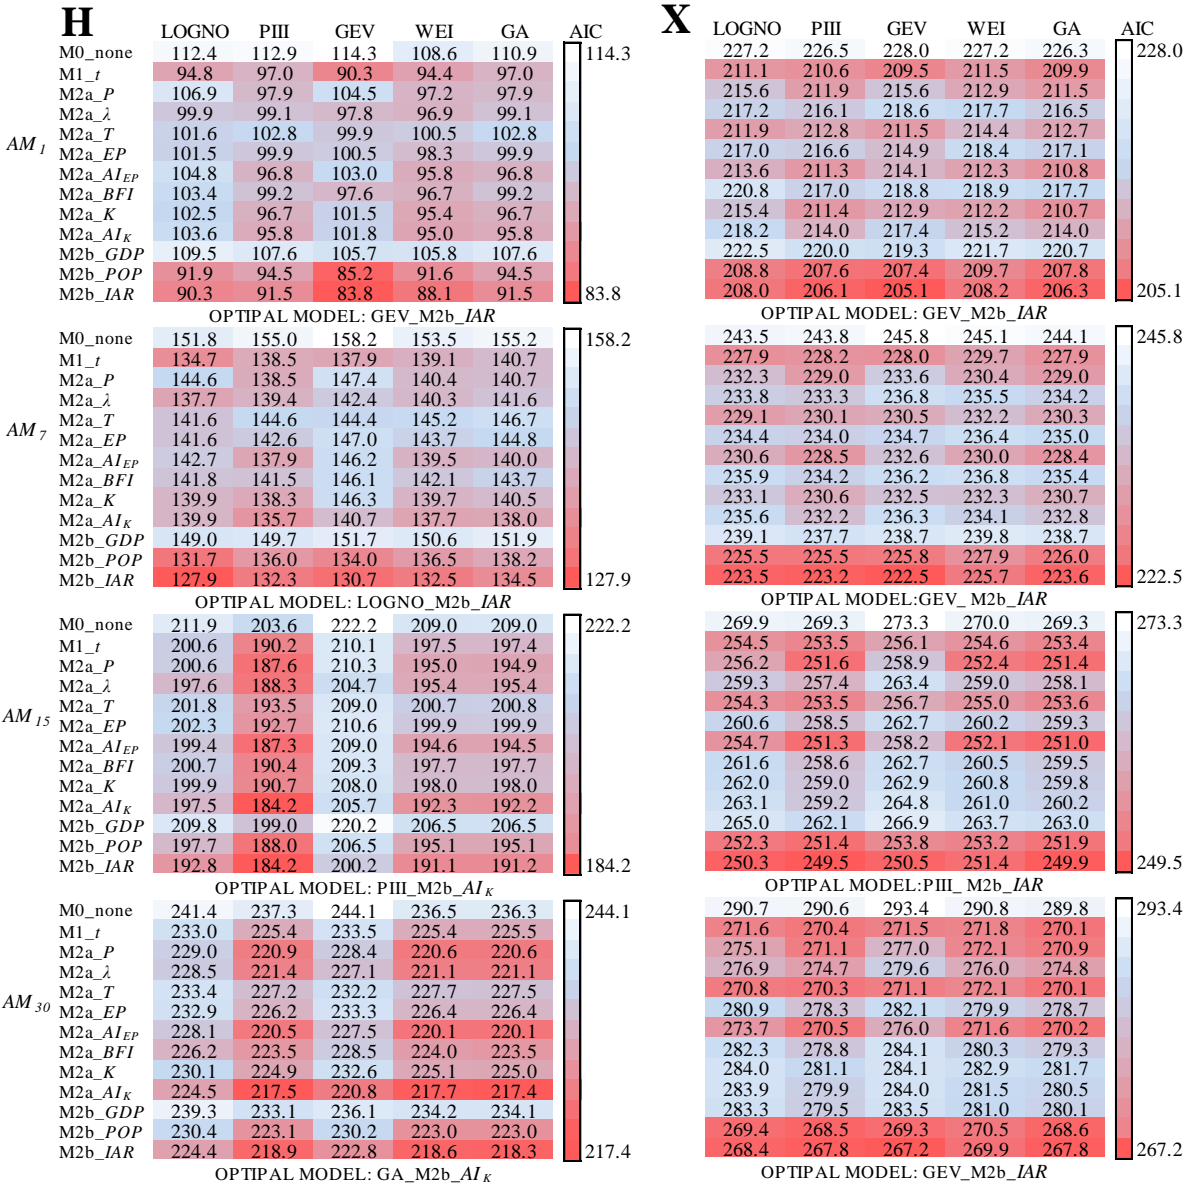 H X
LOGNO PIII GEV WEI GA AIC LOGNO PIII GEV WEI GA AIC
M0_none 112.4 112.9 114.3 108.6 110.9 114.3 227.2 226.5 228.0 227.2 226.3 228.0
M1_t 94.8 97.0 90.3 94.4 97.0 211.1 210.6 209.5 211.5 209.9
M2a_P 106.9 97.9 104.5 97.2 97.9 215.6 211.9 215.6 212.9 211.5
M2a_λ 99.9 99.1 97.8 96.9 99.1 217.2 216.1 218.6 217.7 216.5
M2a_T 101.6 102.8 99.9 100.5 102.8 211.9 212.8 211.5 214.4 212.7
AM 1
M2a_EP 101.5 99.9 100.5 98.3 99.9 217.0 216.6 214.9 218.4 217.1
M2a_AI EP 104.8 96.8 103.0 95.8 96.8 213.6 211.3 214.1 212.3 210.8
M2a_BFI 103.4 99.2 97.6 96.7 99.2 220.8 217.0 218.8 218.9 217.7
M2a_K 102.5 96.7 101.5 95.4 96.7 215.4 211.4 212.9 212.2 210.7
M2a_AI K 103.6 95.8 101.8 95.0 95.8 218.2 214.0 217.4 215.2 214.0
M2b_GDP 109.5 107.6 105.7 105.8 107.6 222.5 220.0 219.3 221.7 220.7
M2b_POP 91.9 94.5 85.2 91.6 94.5 208.8 207.6 207.4 209.7 207.8
M2b_IAR 90.3 91.5 83.8 88.1 91.5 83.8 208.0 206.1 205.1 208.2 206.3 205.1
OPTIPAL MODEL: GEV_M2b_IAR OPTIPAL MODEL: GEV_M2b_IAR
M0_none 151.8 155.0 158.2 153.5 155.2 158.2 243.5 243.8 245.8 245.1 244.1 245.8
M1_t 134.7 138.5 137.9 139.1 140.7 227.9 228.2 228.0 229.7 227.9
M2a_P 144.6 138.5 147.4 140.4 140.7 232.3 229.0 233.6 230.4 229.0
M2a_λ 137.7 139.4 142.4 140.3 141.6 233.8 233.3 236.8 235.5 234.2
M2a_T 141.6 144.6 144.4 145.2 146.7 229.1 230.1 230.5 232.2 230.3
AM 7
M2a_EP 141.6 142.6 147.0 143.7 144.8 234.4 234.0 234.7 236.4 235.0
M2a_AI EP 142.7 137.9 146.2 139.5 140.0 230.6 228.5 232.6 230.0 228.4
M2a_BFI 141.8 141.5 146.1 142.1 143.7 235.9 234.2 236.2 236.8 235.4
M2a_K 139.9 138.3 146.3 139.7 140.5 233.1 230.6 232.5 232.3 230.7
M2a_AI K 139.9 135.7 140.7 137.7 138.0 235.6 232.2 236.3 234.1 232.8
M2b_GDP 149.0 149.7 151.7 150.6 151.9 239.1 237.7 238.7 239.8 238.7
M2b_POP 131.7 136.0 134.0 136.5 138.2 225.5 225.5 225.8 227.9 226.0
M2b_IAR 127.9 132.3 130.7 132.5 134.5 127.9 223.5 223.2 222.5 225.7 223.6 222.5
OPTIPAL MODEL: LOGNO_M2b_IAR OPTIPAL MODEL:GEV_ M2b_IAR
M0_none 211.9 203.6 222.2 209.0 209.0 222.2 269.9 269.3 273.3 270.0 269.3 273.3
M1_t 200.6 190.2 210.1 197.5 197.4 254.5 253.5 256.1 254.6 253.4
M2a_P 200.6 187.6 210.3 195.0 194.9 256.2 251.6 258.9 252.4 251.4
M2a_λ 197.6 188.3 204.7 195.4 195.4 259.3 257.4 263.4 259.0 258.1
M2a_T 201.8 193.5 209.0 200.7 200.8 254.3 253.5 256.7 255.0 253.6
AM 15
M2a_EP 202.3 192.7 210.6 199.9 199.9 260.6 258.5 262.7 260.2 259.3
M2a_AI EP 199.4 187.3 209.0 194.6 194.5 254.7 251.3 258.2 252.1 251.0
M2a_BFI 200.7 190.4 209.3 197.7 197.7 261.6 258.6 262.7 260.5 259.5
M2a_K 199.9 190.7 208.0 198.0 198.0 262.0 259.0 262.9 260.8 259.8
M2a_AI K 197.5 184.2 205.7 192.3 192.2 263.1 259.2 264.8 261.0 260.2
M2b_GDP 209.8 199.0 220.2 206.5 206.5 265.0 262.1 266.9 263.7 263.0
M2b_POP 197.7 188.0 206.5 195.1 195.1 252.3 251.4 253.8 253.2 251.9
M2b_IAR 192.8 184.2 200.2 191.1 191.2 184.2 250.3 249.5 250.5 251.4 249.9 249.5
OPTIPAL MODEL: PIII_M2b_AI K OPTIPAL MODEL:PIII_ M2b_IAR
M0_none 241.4 237.3 244.1 236.5 236.3 244.1 290.7 290.6 293.4 290.8 289.8 293.4
M1_t 233.0 225.4 233.5 225.4 225.5 271.6 270.4 271.5 271.8 270.1
M2a_P 229.0 220.9 228.4 220.6 220.6 275.1 271.1 277.0 272.1 270.9
M2a_λ 228.5 221.4 227.1 221.1 221.1 276.9 274.7 279.6 276.0 274.8
M2a_T 233.4 227.2 232.2 227.7 227.5 270.8 270.3 271.1 272.1 270.1
AM 30
M2a_EP 232.9 226.2 233.3 226.4 226.4 280.9 278.3 282.1 279.9 278.7
M2a_AI EP 228.1 220.5 227.5 220.1 220.1 273.7 270.5 276.0 271.6 270.2
M2a_BFI 226.2 223.5 228.5 224.0 223.5 282.3 278.8 284.1 280.3 279.3
M2a_K 230.1 224.9 232.6 225.1 225.0 284.0 281.1 284.1 282.9 281.7
M2a_AI K 224.5 217.5 220.8 217.7 217.4 283.9 279.9 284.0 281.5 280.5
M2b_GDP 239.3 233.1 236.1 234.2 234.1 283.3 279.5 283.5 281.0 280.1
M2b_POP 230.4 223.1 230.2 223.0 223.0 269.4 268.5 269.3 270.5 268.6
M2b_IAR 224.4 218.9 222.8 218.6 218.3 217.4 268.4 267.8 267.2 269.9 267.8 267.2
OPTIPAL MODEL: GA_M2b_AI K OPTIPAL MODEL: GEV_M2b_IAR